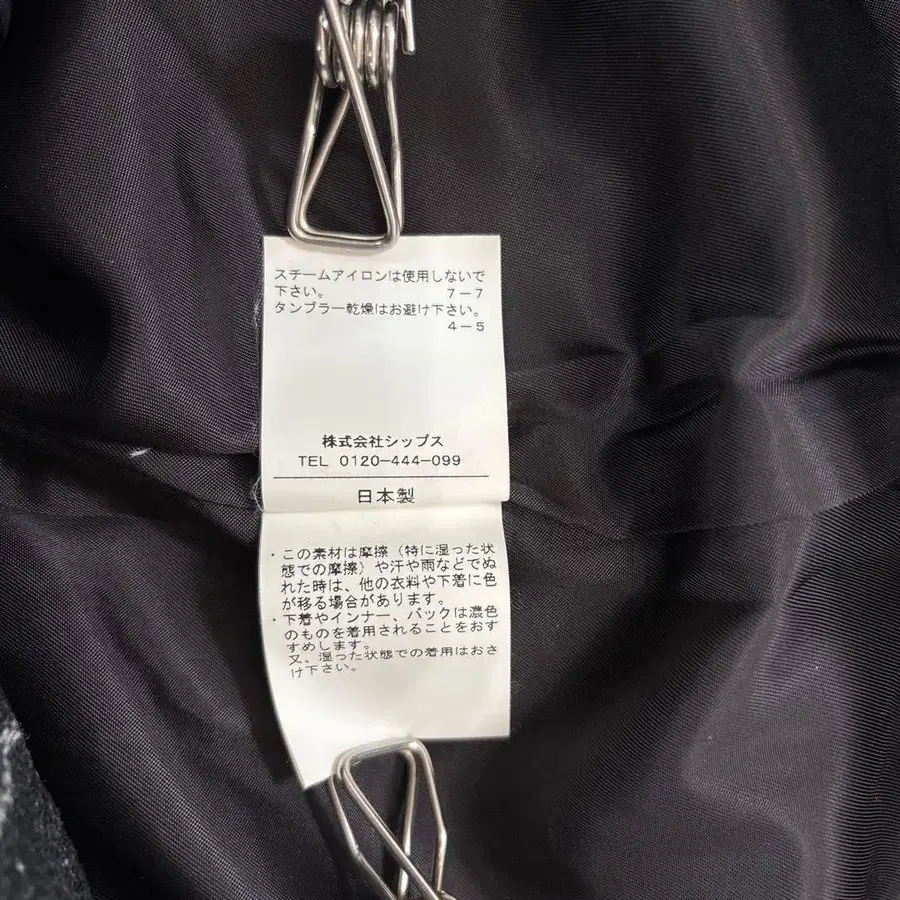 スチームアイロンは使用しないで
下さい。 7－7
タンブラー乾燥はお避け下さい。
4－5
株式会社シップス
TEL 0120-444-099
日本製
・この素材は摩擦（特に湿った状
態での摩擦）や汗や雨などでぬ
れた時は、他の衣料や下着に色
が移る場合があります。
・下着やインナー、バックは濃色
のものを着用されることをおす
すめします。
又、湿った状態での着用はおさ
け下さい。